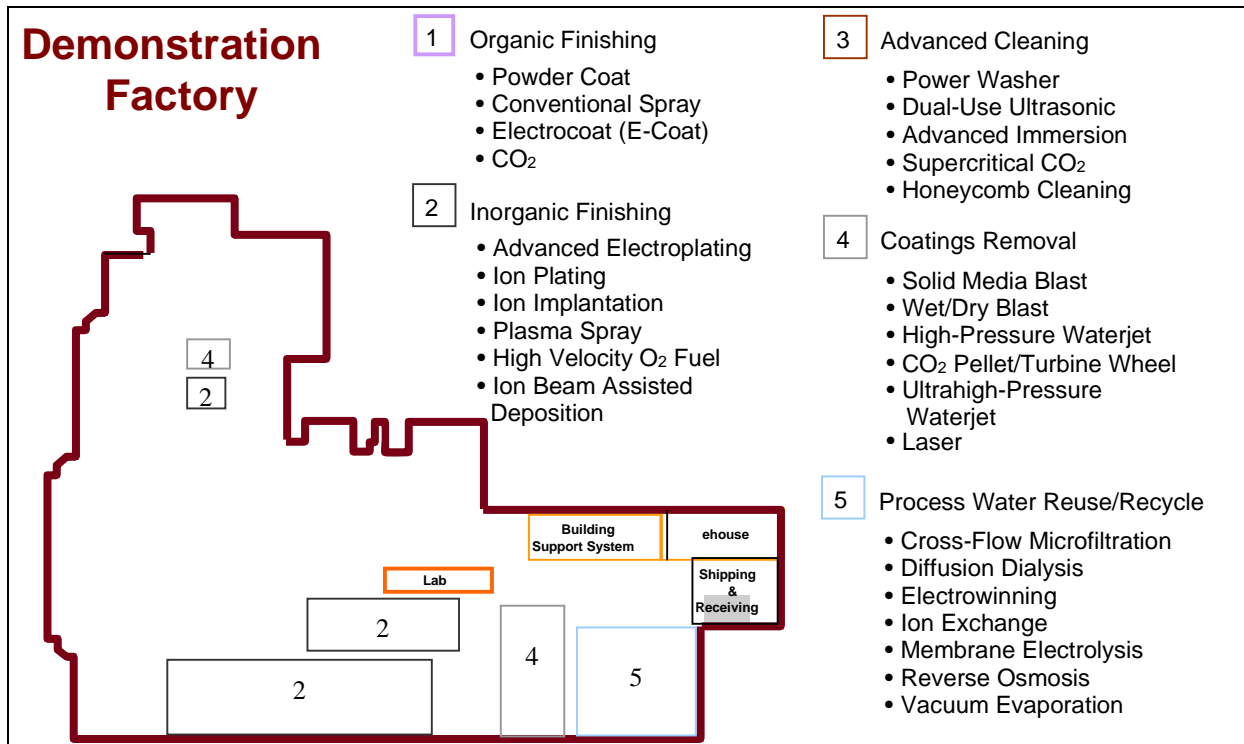 Demonstration
Factory
1 Organic Finishing
• Powder Coat
• Conventional Spray
• Electrocoat (E-Coat)
• CO₂
2 Inorganic Finishing
• Advanced Electroplating
• Ion Plating
• Ion Implantation
• Plasma Spray
• High Velocity O₂ Fuel
• Ion Beam Assisted
Deposition
3 Advanced Cleaning
• Power Washer
• Dual-Use Ultrasonic
• Advanced Immersion
• Supercritical CO₂
• Honeycomb Cleaning
4 Coatings Removal
• Solid Media Blast
• Wet/Dry Blast
• High-Pressure Waterjet
• CO₂ Pellet/Turbine Wheel
• Ultrahigh-Pressure
Waterjet
• Laser
5 Process Water Reuse/Recycle
• Cross-Flow Microfiltration
• Diffusion Dialysis
• Electrowinning
• Ion Exchange
• Membrane Electrolysis
• Reverse Osmosis
• Vacuum Evaporation
4
2
Building
Support System
ehouse
Shipping
&
Receiving
Lab
2
4
5
2